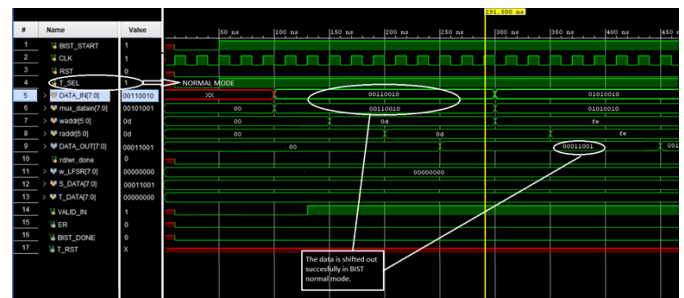 291.800 ns
# Name Value |50 ns |100 ns |150 ns |200 ns |250 ns |300 ns |350 ns |400 ns |450 n
1 BIST_START 1
2 CLK 1
3 RST 0
4 T_SEL 1 NORMAL MODE
5 DATA_IN[7:0] 00110010 XX 00110010 01010010
6 mux_datain[7:0] 00101001 00 00110010 01010010
7 waddr[5:0] 0d 00 0d fe
8 raddr[5:0] 0d 00 0d fe
9 DATA_OUT[7:0] 00011001 00 00011001 001
10 rd/wr_done 0
11 w_LFSR[7:0] 00000000 00000000
12 S_DATA[7:0] 00011001
13 T_DATA[7:0] 00000000
14 VALID_IN 1
15 ER 0
16 BIST_DONE 0
17 T_RST X
The data is shifted out
succesfully in BIST
normal mode.